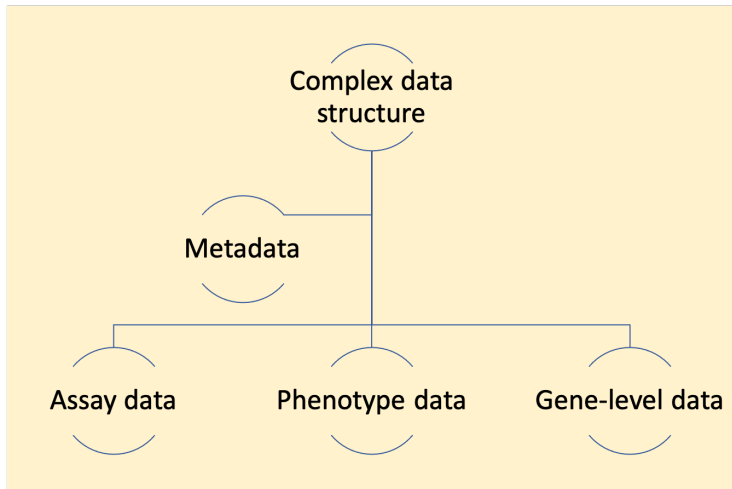 Complex data
structure
Metadata
Assay data
Phenotype data
Gene-level data